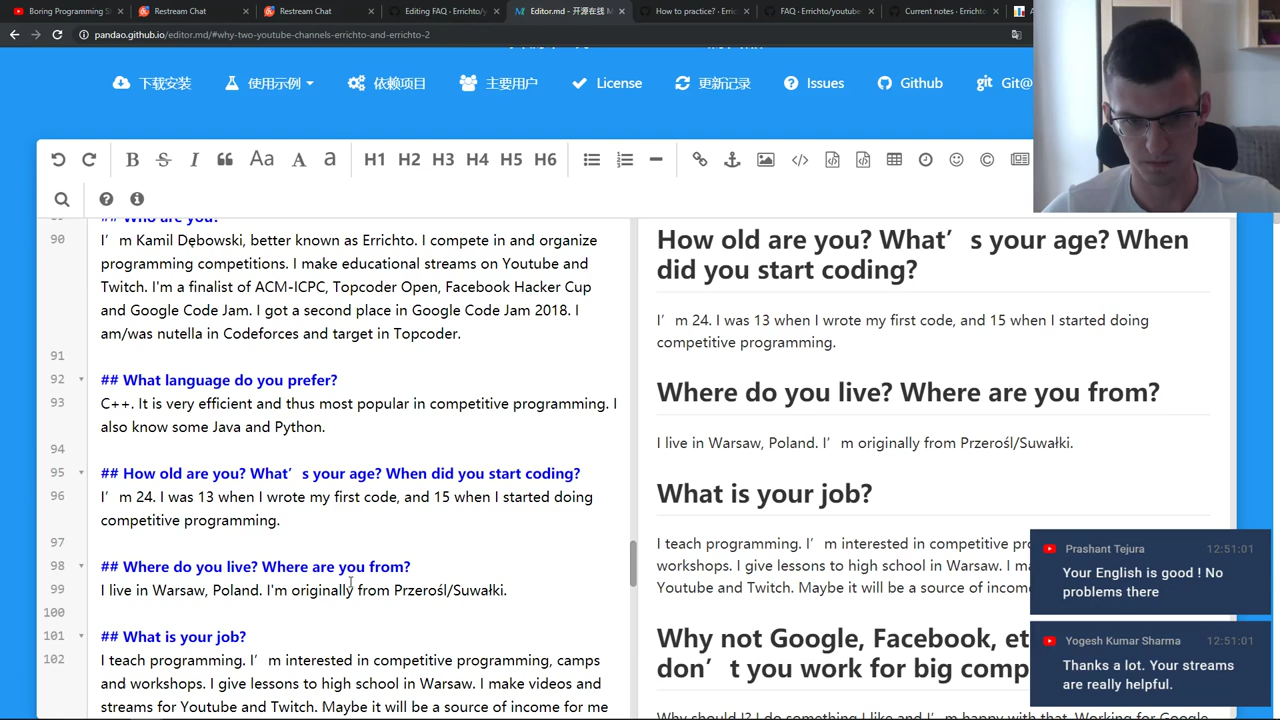 Boring Programming S
Restream Chat
Restream Chat
Editing FAQ · Errichto/y
Editor.md - 开源在线 M
How to practice? · Erric
FAQ · Errichto/youtube
Current notes · Errichto
pandao.github.io/editor.md/#why-two-youtube-channels-errichto-and-errichto-2
下载安装
使用示例
依赖项目
主要用户
License
更新记录
Issues
Github
git Git@
B S I Aa A a H1 H2 H3 H4 H5 H6
## Who are you?
90 I’m Kamil Dębowski, better known as Errichto. I compete in and organize
programming competitions. I make educational streams on Youtube and
Twitch. I'm a finalist of ACM-ICPC, Topcoder Open, Facebook Hacker Cup
and Google Code Jam. I got a second place in Google Code Jam 2018. I
am/was nutella in Codeforces and target in Topcoder.
91
92 ## What language do you prefer?
93 C++. It is very efficient and thus most popular in competitive programming. I
also know some Java and Python.
94
95 ## How old are you? What’s your age? When did you start coding?
96 I’m 24. I was 13 when I wrote my first code, and 15 when I started doing
competitive programming.
97
98 ## Where do you live? Where are you from?
99 I live in Warsaw, Poland. I'm originally from Przerośl/Suwałki.
100
101 ## What is your job?
102 I teach programming. I’m interested in competitive programming, camps
and workshops. I give lessons to high school in Warsaw. I make videos and
streams for Youtube and Twitch. Maybe it will be a source of income for me
How old are you? What’s your age? When
did you start coding?
I’m 24. I was 13 when I wrote my first code, and 15 when I started doing
competitive programming.
Where do you live? Where are you from?
I live in Warsaw, Poland. I’m originally from Przerośl/Suwałki.
What is your job?
I teach programming. I’m interested in competitive pro
workshops. I give lessons to high school in Warsaw. I ma
Youtube and Twitch. Maybe it will be a source of income
Why not Google, Facebook, et
don’t you work for big comp
Why should I? I do something I like and I’m happy with that. Working for Google
Prashant Tejura 12:51:01
Your English is good ! No
problems there
Yogesh Kumar Sharma 12:51:01
Thanks a lot. Your streams
are really helpful.